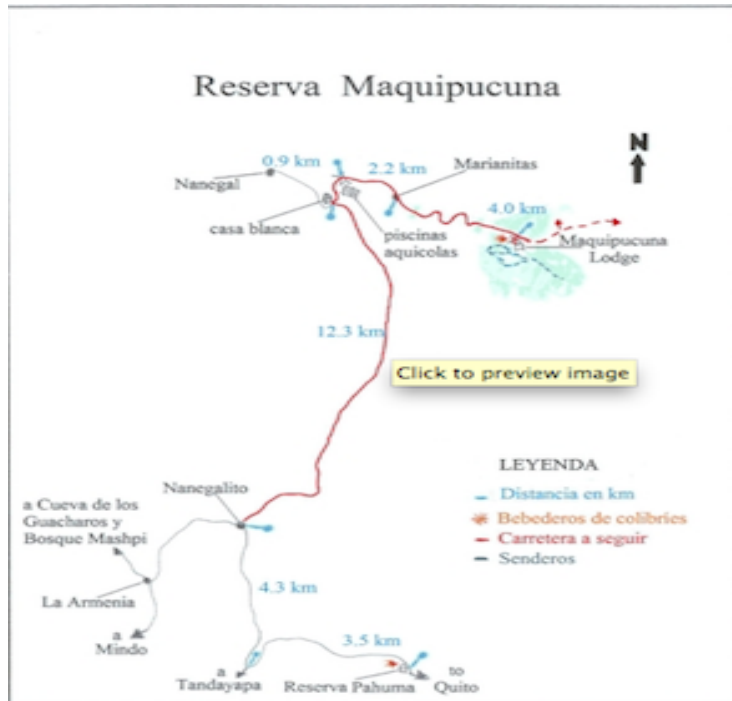 Reserva Maquipucuna
N
0.9 km
2.2 km
Marianitas
Nanegal
casa blanca
piscinas
aquicolas
4.0 km
Maquipucuna
Lodge
12.3 km
Click to preview image
LEYENDA
Distancia en km
Bebederos de colibríes
Carretera a seguir
Senderos
Nanegalito
a Cueva de los
Guacharos y
Bosque Mashpi
La Armenia
a
Mindo
4.3 km
3.5 km
a
Tandayapa
Reserva Pahuma
to
Quito